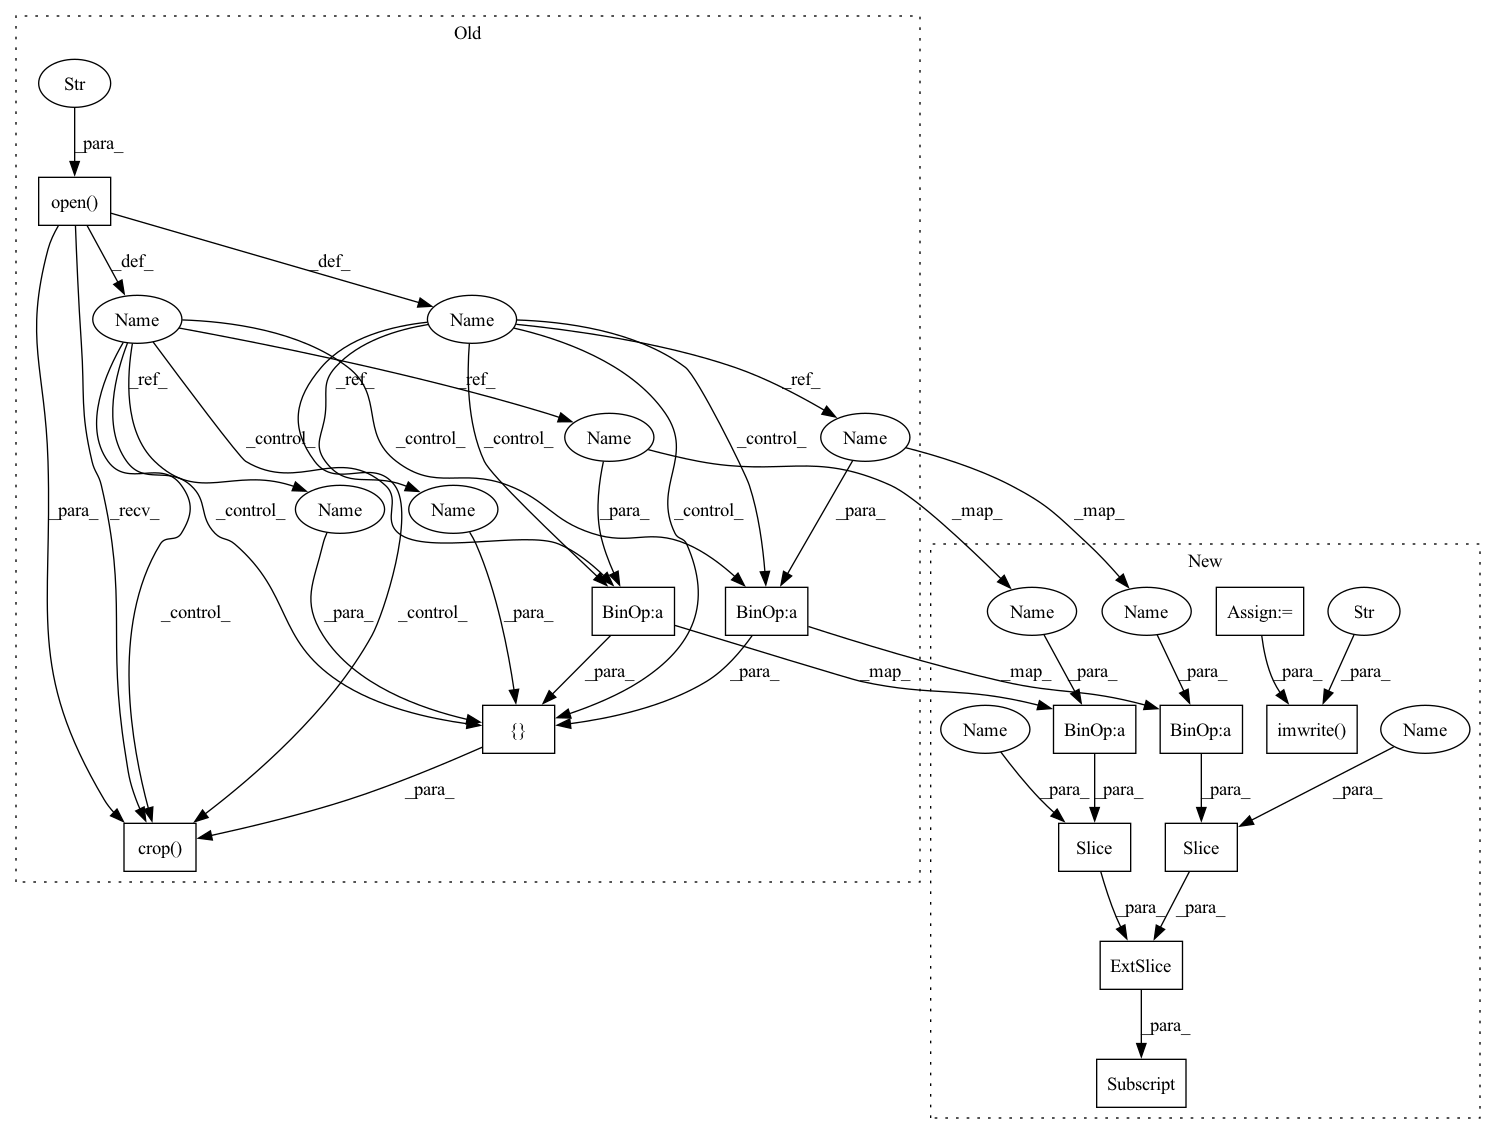 Old
Str
_para_
open()
_def_
_def_
Name
Name
_ref_
_ref_
_ref_
_ref_
Name
Name
_control_
_control_
_control_
_control_
Name
Name
_para_
_recv_
_control_
_para_
_control_
_para_
_map_
_map_
New
BinOp:a
BinOp:a
Name
Name
Assign:=
Str
_control_
_para_
_control_
_para_
_para_
_para_
_map_
_map_
_para_
_para_
_para_
_para_
{}
Name
BinOp:a
BinOp:a
imwrite()
Name
_para_
_para_
_para_
_para_
_para_
crop()
Slice
Slice
_para_
_para_
ExtSlice
_para_
Subscript